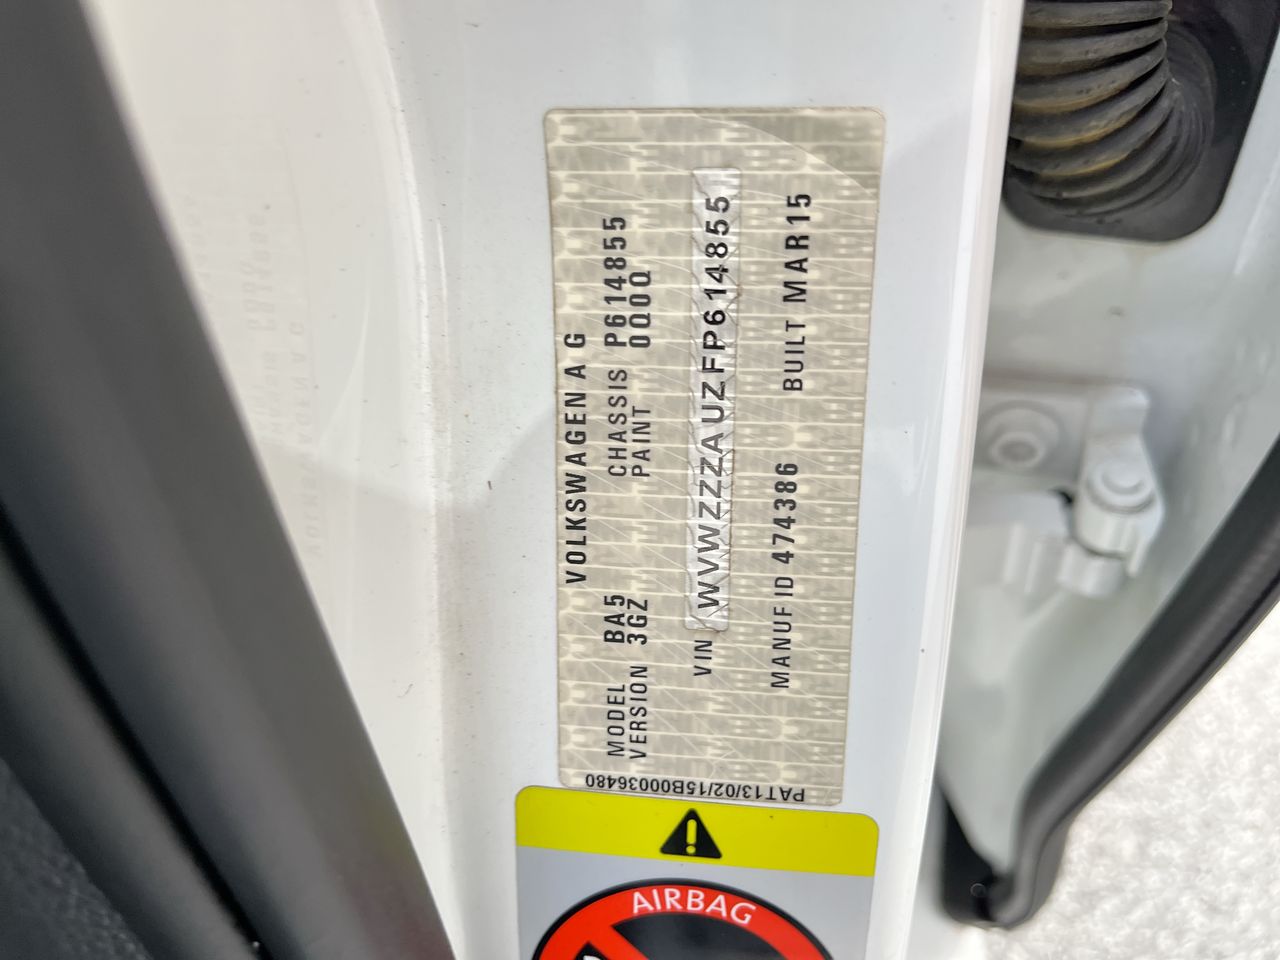 VOLKSWAGEN A G
MODEL BA5 CHASSIS P614855
VERSION 3GZ PAINT 0Q0Q
VIN WVWZZZAUZFP614855
MANUF ID 474386 BUILT MAR15
PAT13/02/15B00036480
AIRBAG